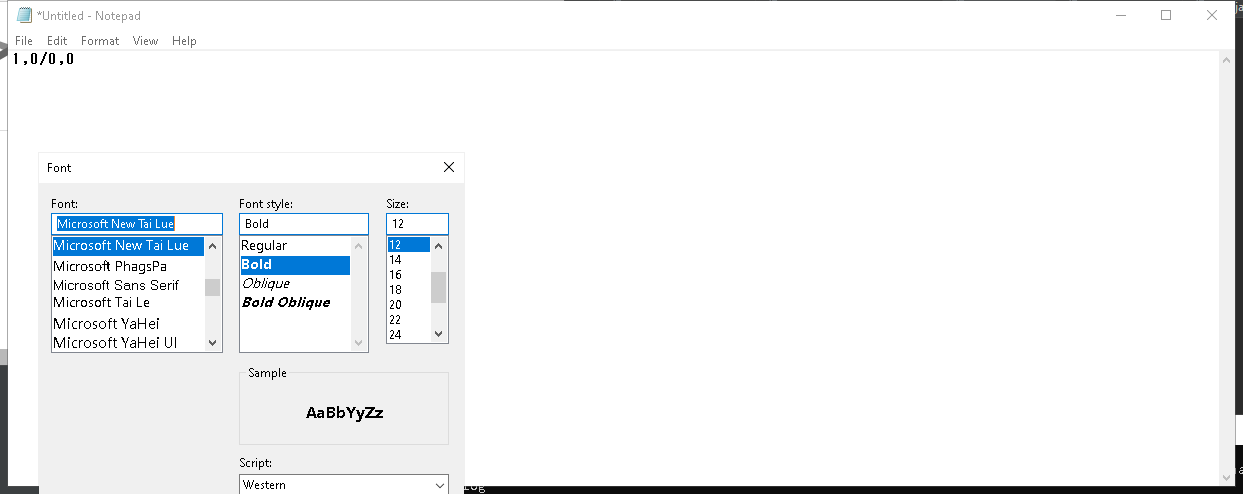 *Untitled - Notepad
File Edit Format View Help
1,0/0,0
Font
Font: Font style: Size:
Microsoft New Tai Lue Bold 12
Microsoft New Tai Lue Regular 12
Microsoft PhagsPa Bold 14
Microsoft Sans Serif Oblique 16
Microsoft Tai Le Bold Oblique 18
Microsoft YaHei 20
Microsoft YaHei UI 22
24
Sample
AaBbYyZz
Script:
Western